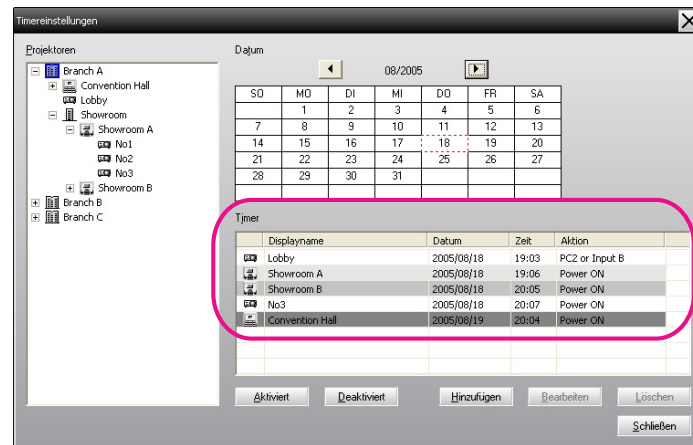 Timereinstellungen
Projektoren
Branch A
Convention Hall
Lobby
Showroom
Showroom A
No1
No2
No3
Showroom B
Branch B
Branch C
Datum
08/2005
SO MO DI MI DO FR SA
1 2 3 4 5 6
7 8 9 10 11 12 13
14 15 16 17 18 19 20
21 22 23 24 25 26 27
28 29 30 31
Timer
Displayname Datum Zeit Aktion
Lobby 2005/08/18 19:03 PC2 or Input B
Showroom A 2005/08/18 19:06 Power ON
Showroom B 2005/08/18 20:05 Power ON
No3 2005/08/18 20:07 Power ON
Convention Hall 2005/08/19 20:04 Power ON
Aktiviert Deaktiviert Hinzufügen Bearbeiten Löschen
Schließen